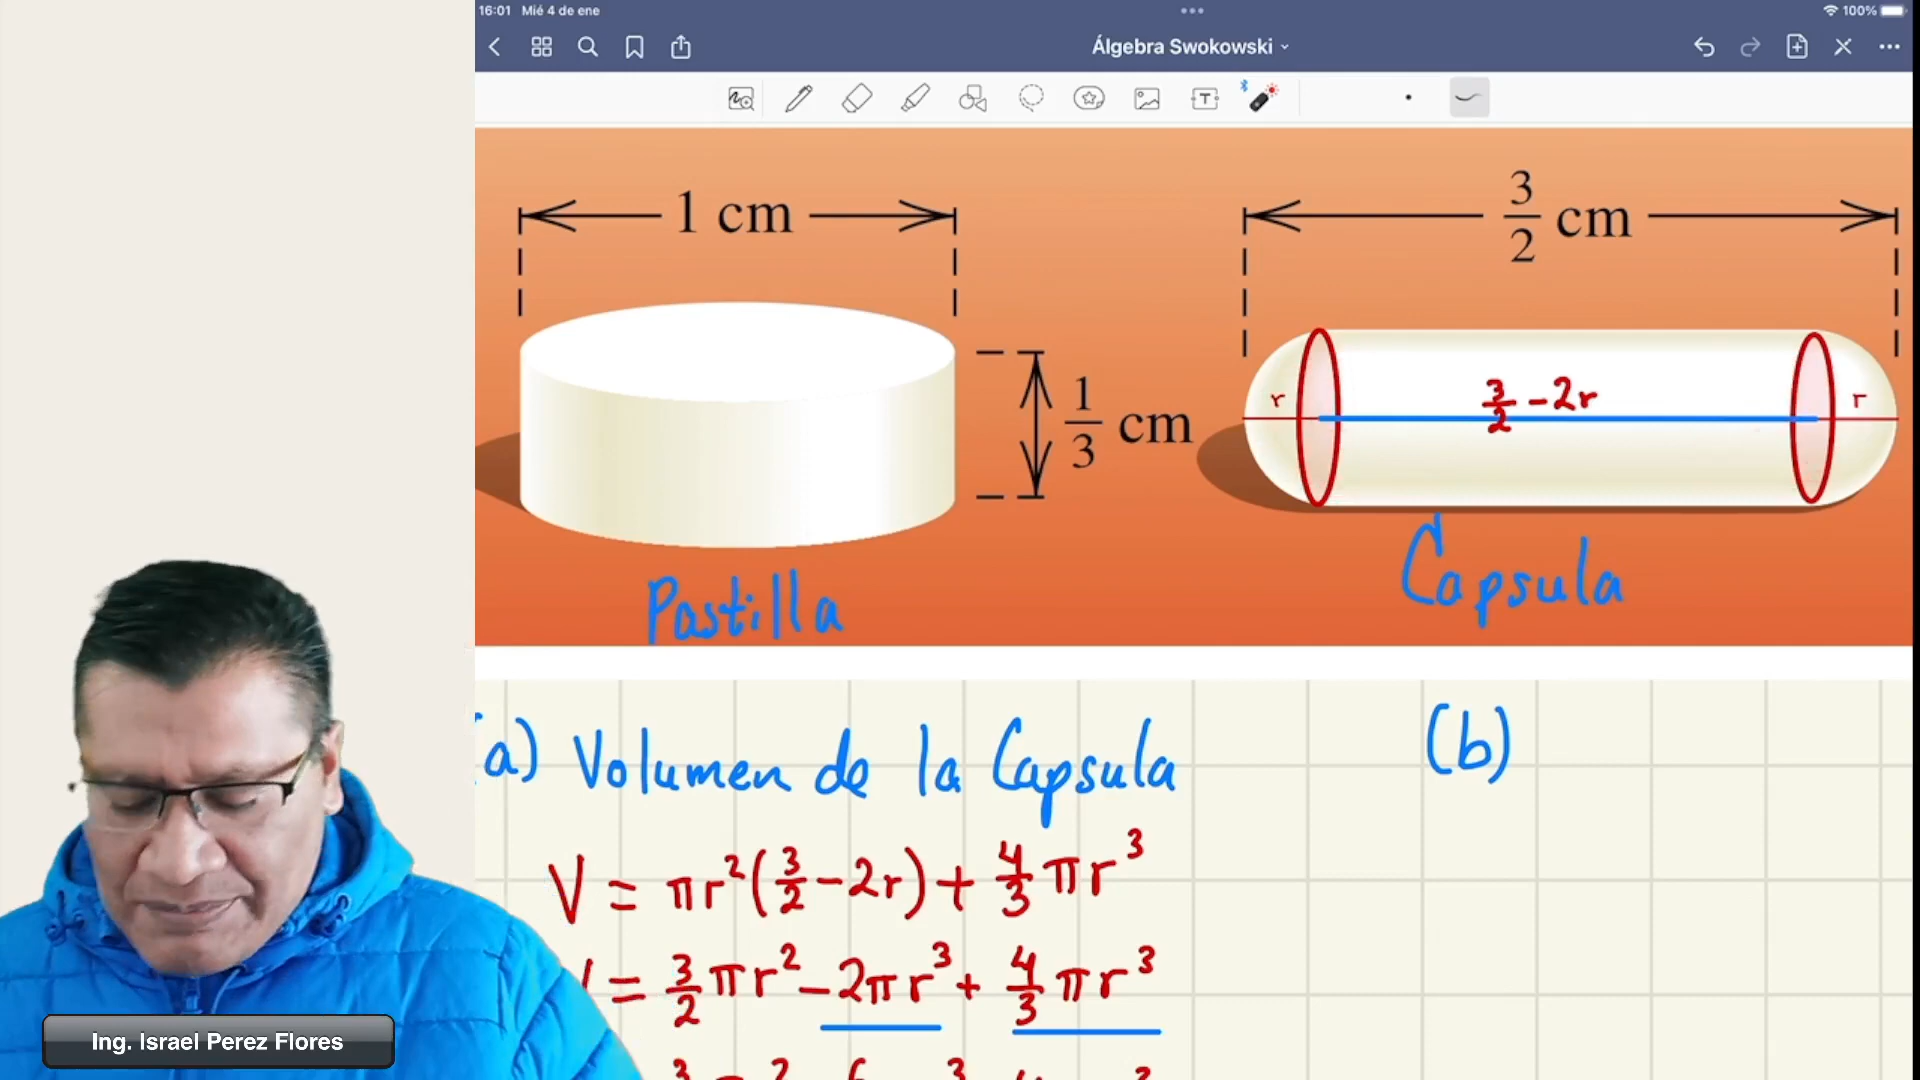 16:01 Mié 4 de ene
100%
Álgebra Swokowski
T
1 cm
3/2 cm
1/3 cm
r
3/2 - 2r
r
Pastilla
Capsula
(a) Volumen de la Capsula
(b)
V = πr²(3/2 - 2r) + 4/3 πr³
V = 3/2 πr² - 2πr³ + 4/3 πr³
Ing. Israel Perez Flores